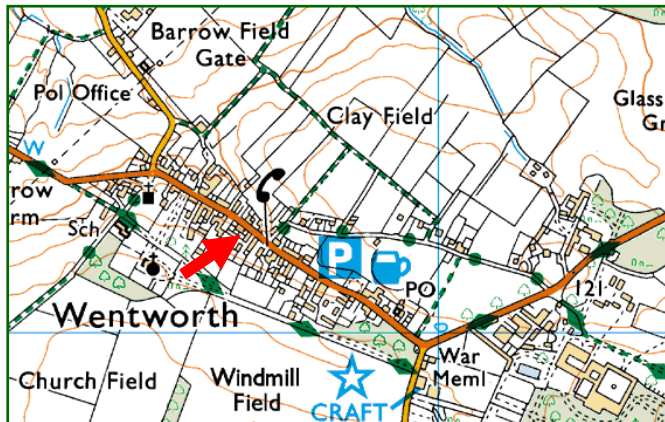 Barrow Field
Gate
Pol Office
Clay Field
Glass
Gr
W
row
rm
Sch
P
PO
121
Wentworth
War
Meml
Church Field
Windmill
Field
CRAFT